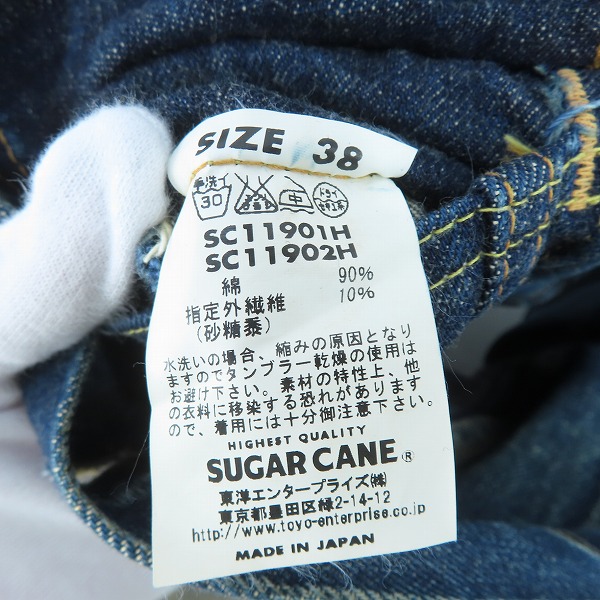 SIZE 38
手洗イ
30
ドライ
SC11901H
SC11902H
綿 90%
指定外繊維 10%
(砂糖黍)
水洗いの場合、縮みの原因となり
ますのでタンブラー乾燥の使用は
お避け下さい。素材の特性上、他
の衣料に移染する恐れがあります
ので、着用には十分御注意下さい。
HIGHEST QUALITY
SUGAR CANE®
東洋エンタープライズ㈱
東京都墨田区緑2-14-12
http://www.toyo-enterprise.co.jp
MADE IN JAPAN